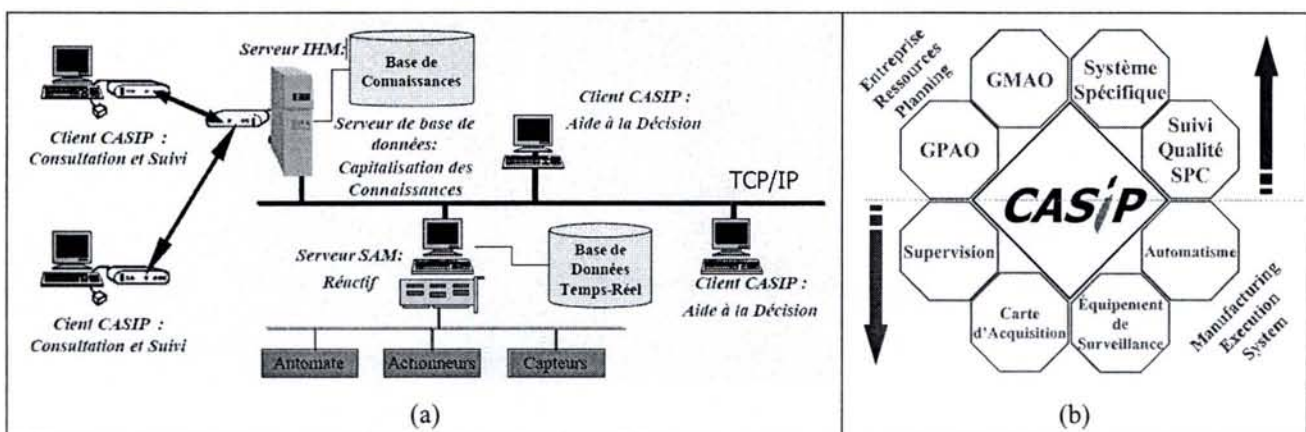 Serveur IHM:
Base de
Connaissances
Client CASIP :
Consultation et Suivi
Serveur de base de
données:
Capitalisation des
Connaissances
Client CASIP :
Aide à la Décision
TCP/IP
Cient CASIP :
Consultation et Suivi
Serveur SAM:
Réactif
Base de
Données
Temps-Réel
Client CASIP :
Aide à la Décision
Automate
Actionneurs
Capteurs
(a)
Entreprise
Ressources
Planning
GMAO
Système
Spécifique
GPAO
Suivi
Qualité
SPC
CASIP
Supervision
Automatisme
Carte
d'Acquisition
Équipement
de
Surveillance
Manufacturing
Execution
System
(b)